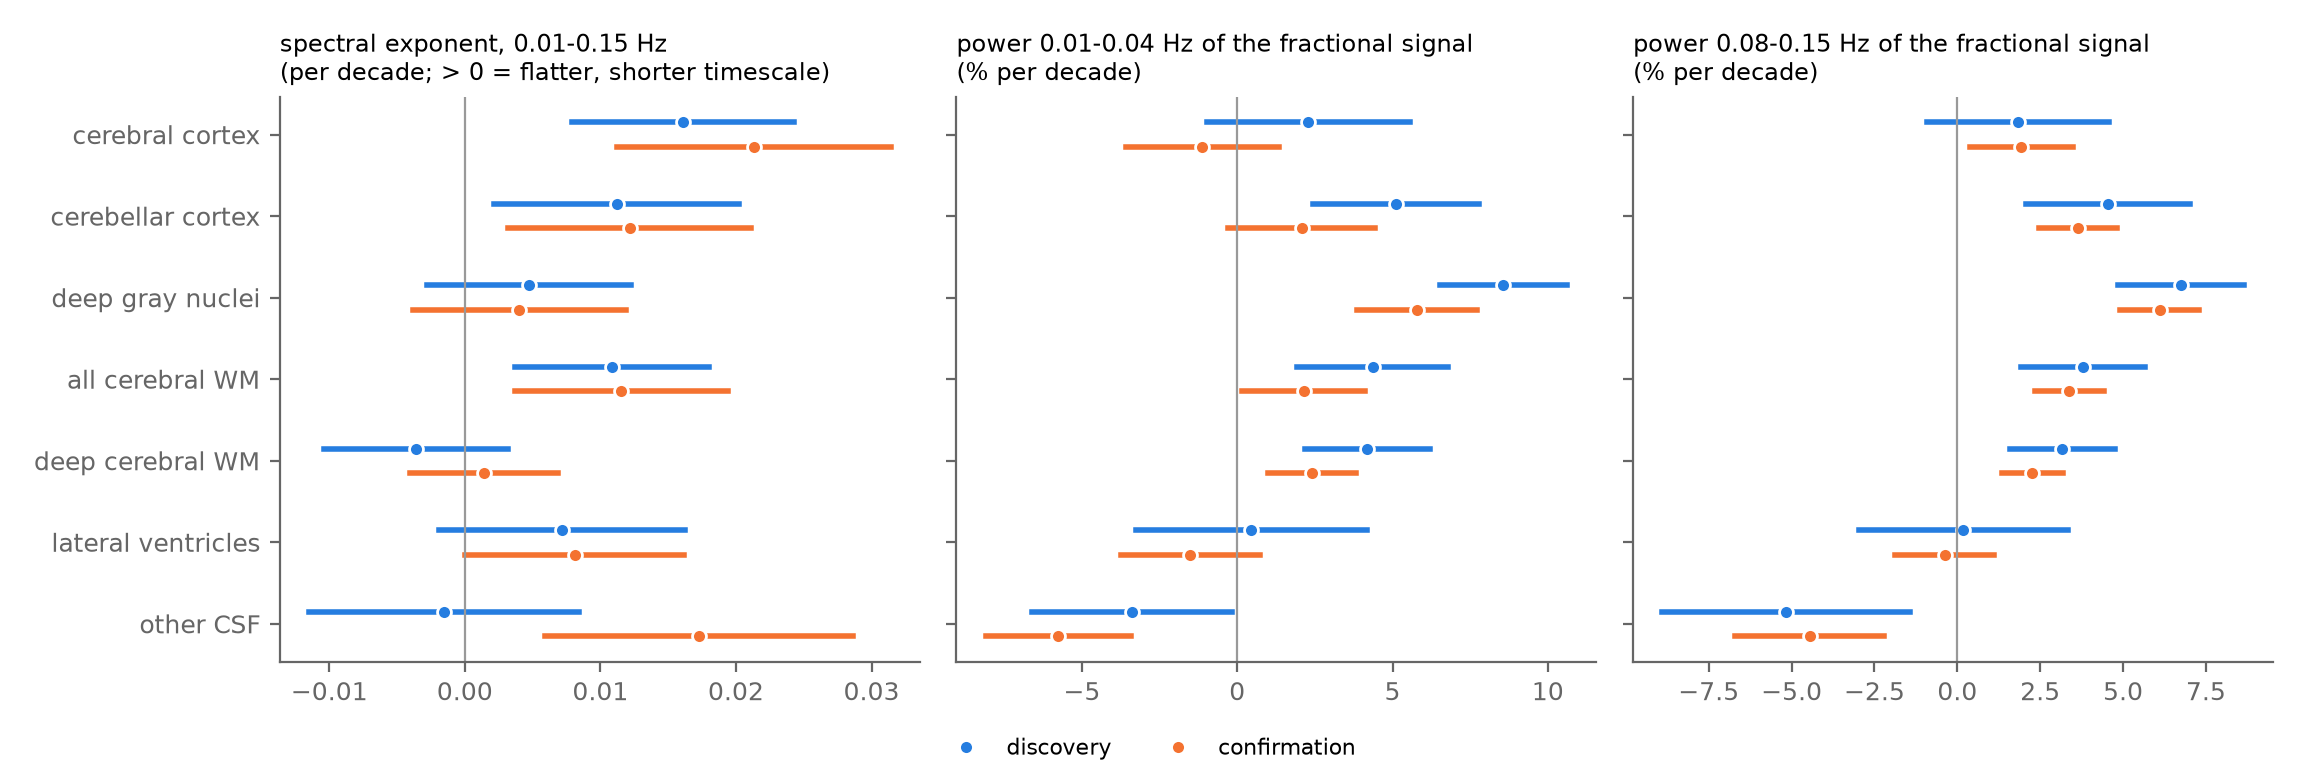 spectral exponent, 0.01-0.15 Hz
(per decade; > 0 = flatter, shorter timescale)
power 0.01-0.04 Hz of the fractional signal
(% per decade)
power 0.08-0.15 Hz of the fractional signal
(% per decade)
cerebral cortex
cerebellar cortex
deep gray nuclei
all cerebral WM
deep cerebral WM
lateral ventricles
other CSF
−0.01 0.00 0.01 0.02 0.03
−5 0 5 10
−7.5 −5.0 −2.5 0.0 2.5 5.0 7.5
discovery confirmation